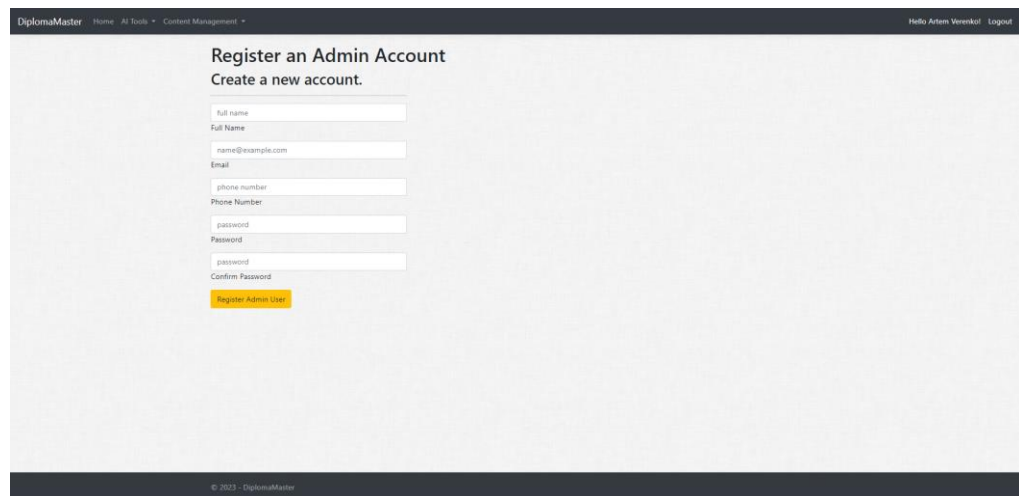 DiplomaMaster Home AI Tools Content Management Hello Artem Verenko! Logout
Register an Admin Account
Create a new account.
full name
Full Name
name@example.com
Email
phone number
Phone Number
password
Password
password
Confirm Password
Register Admin User
© 2023 - DiplomaMaster